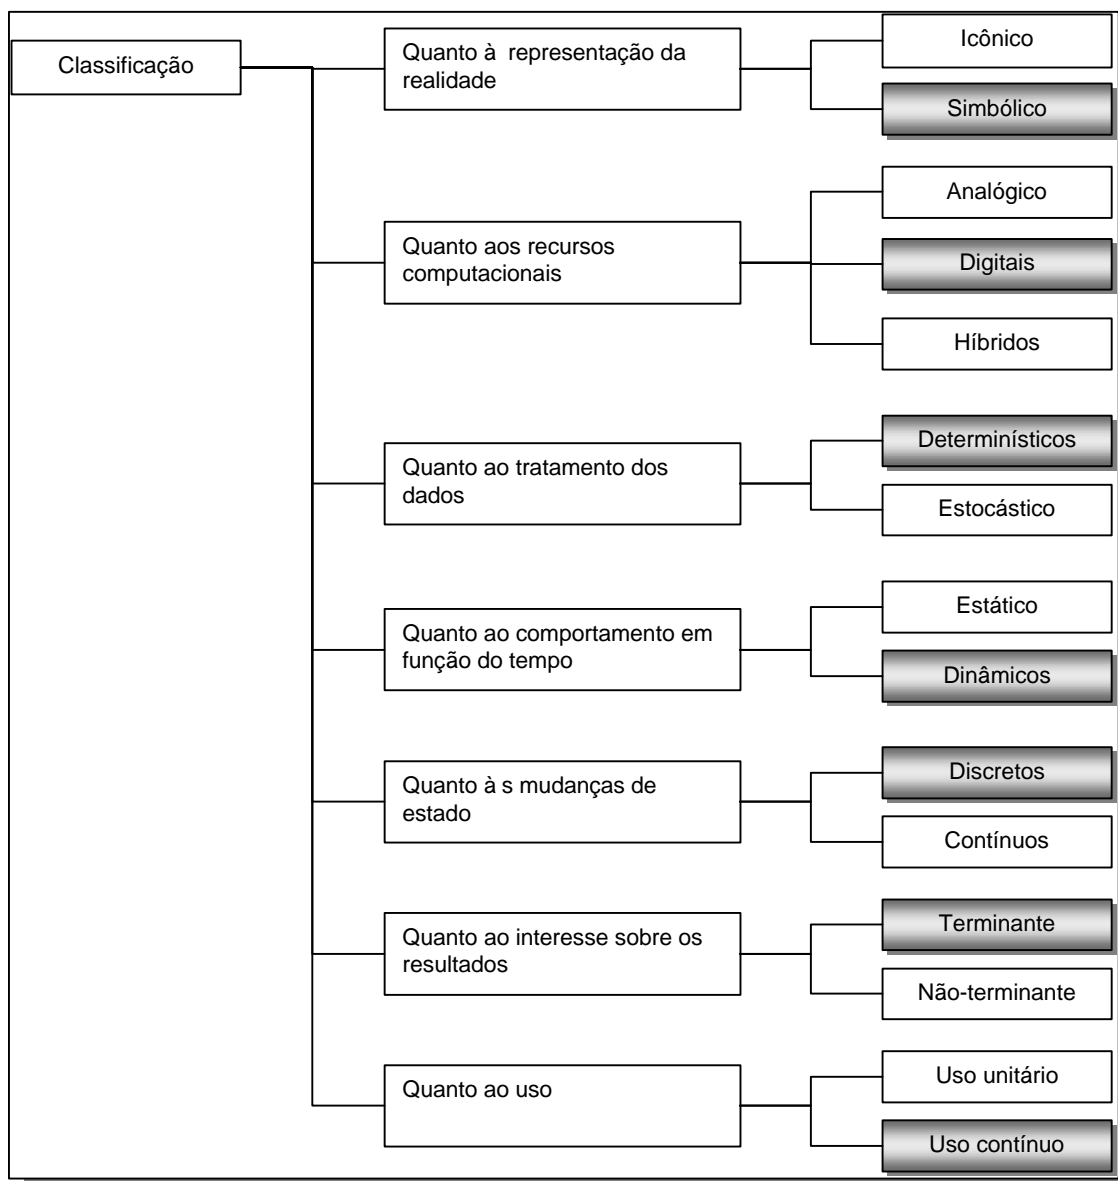 Classificação
Quanto à representação da
realidade
Icônico
Simbólico
Quanto aos recursos
computacionais
Analógico
Digitais
Híbridos
Quanto ao tratamento dos
dados
Determinísticos
Estocástico
Quanto ao comportamento em
função do tempo
Estático
Dinâmicos
Quanto à s mudanças de
estado
Discretos
Contínuos
Quanto ao interesse sobre os
resultados
Terminante
Não-terminante
Quanto ao uso
Uso unitário
Uso contínuo